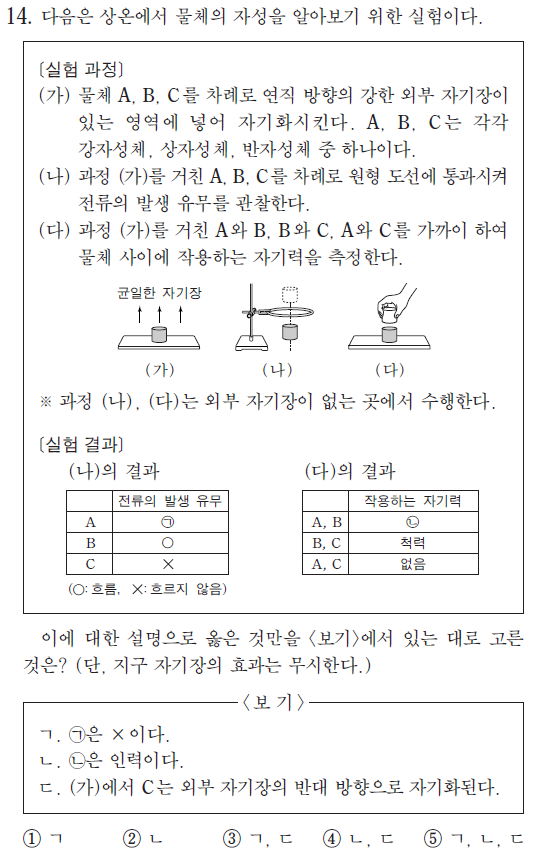 14. 다음은 상온에서 물체의 자성을 알아보기 위한 실험이다.
〔실험 과정〕
(가) 물체 A, B, C를 차례로 연직 방향의 강한 외부 자기장이
있는 영역에 넣어 자기화시킨다. A, B, C는 각각
강자성체, 상자성체, 반자성체 중 하나이다.
(나) 과정 (가)를 거친 A, B, C를 차례로 원형 도선에 통과시켜
전류의 발생 유무를 관찰한다.
(다) 과정 (가)를 거친 A와 B, B와 C, A와 C를 가까이 하여
물체 사이에 작용하는 자기력을 측정한다.
균일한 자기장
(가) (나) (다)
※ 과정 (나), (다)는 외부 자기장이 없는 곳에서 수행한다.
〔실험 결과〕
(나)의 결과 (다)의 결과
전류의 발생 유무 작용하는 자기력
A ㉠ A, B ㉡
B ○ B, C 척력
C × A, C 없음
(○: 흐름, ×: 흐르지 않음)
이에 대한 설명으로 옳은 것만을 〈보기〉에서 있는 대로 고른
것은? (단, 지구 자기장의 효과는 무시한다.)
〈보 기〉
ㄱ. ㉠은 ×이다.
ㄴ. ㉡은 인력이다.
ㄷ. (가)에서 C는 외부 자기장의 반대 방향으로 자기화된다.
① ㄱ ② ㄴ ③ ㄱ, ㄷ ④ ㄴ, ㄷ ⑤ ㄱ, ㄴ, ㄷ